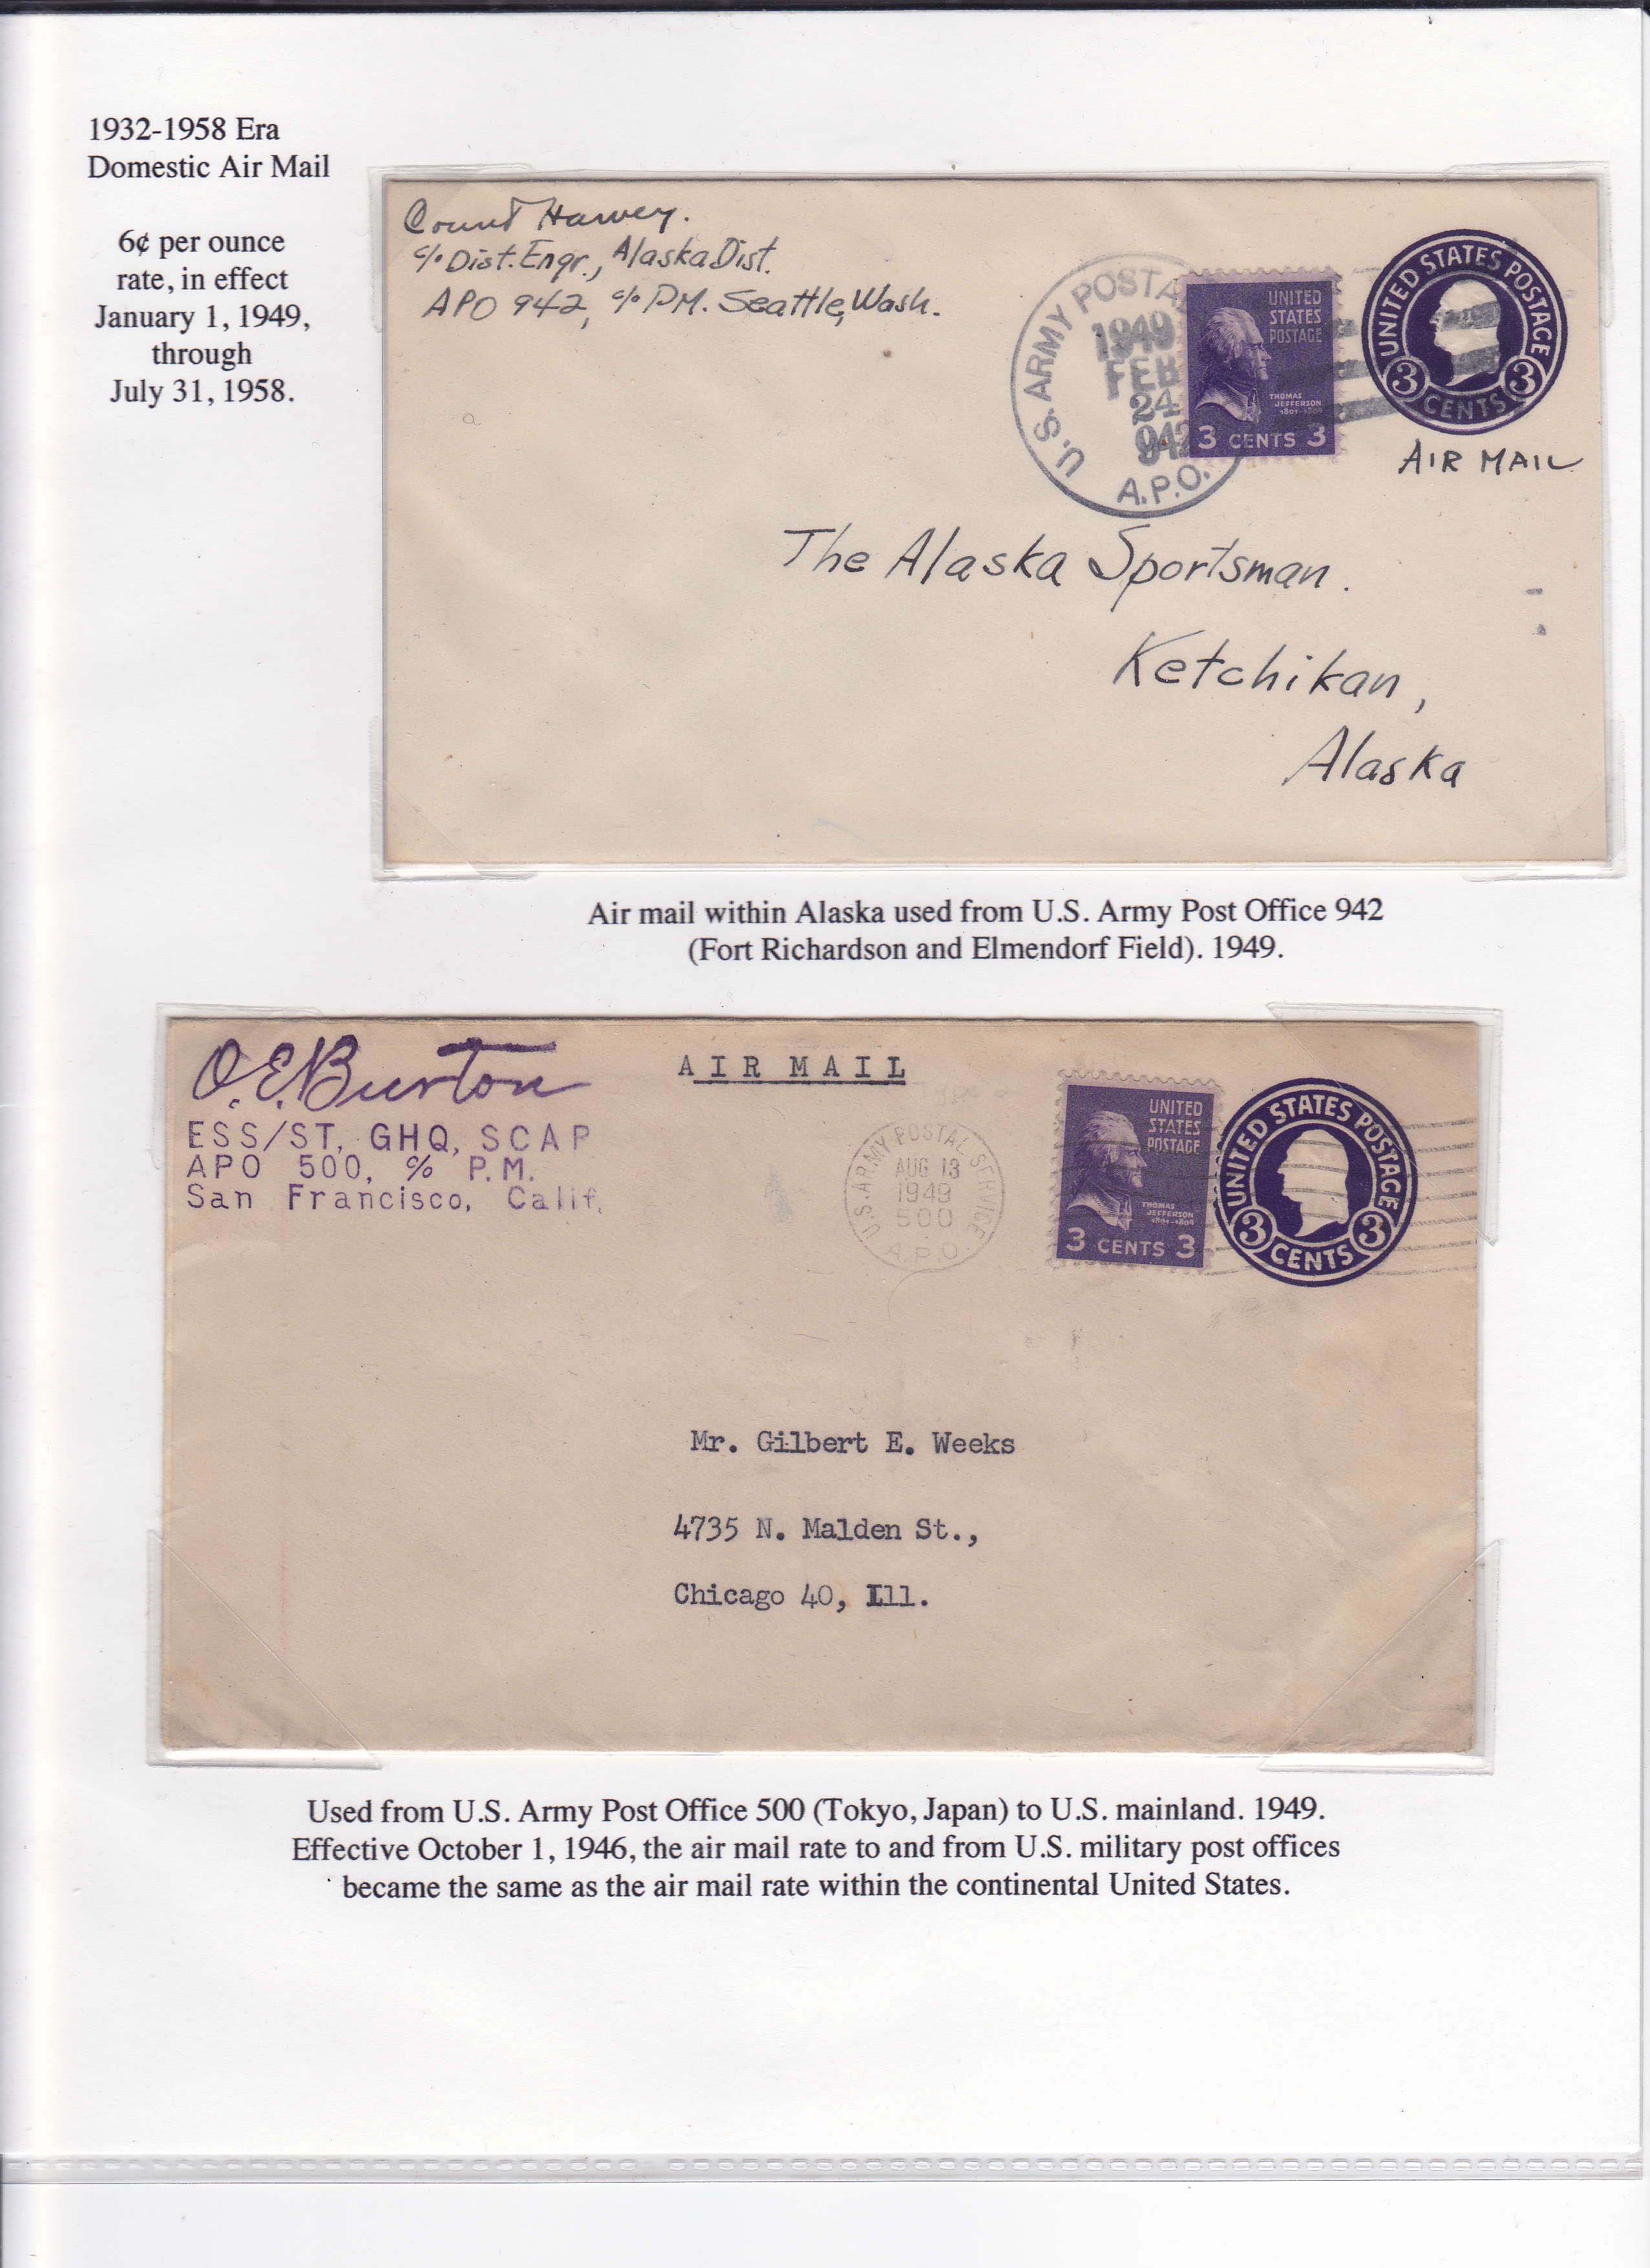 1932-1958 Era
Domestic Air Mail
6¢ per ounce
rate, in effect
January 1, 1949,
through
July 31, 1958.
Count Harvey.
c/o Dist. Engr., Alaska Dist.
APO 942, c/o P.M. Seattle, Wash.
U.S. ARMY POSTA
1949
FEB
24
942
A.P.O.
UNITED
STATES
POSTAGE
THOMAS
JEFFERSON
1801-1809
3 CENTS 3
UNITED STATES POSTAGE
3 CENTS 3
AIR MAIL
The Alaska Sportsman.
Ketchikan,
Alaska
Air mail within Alaska used from U.S. Army Post Office 942
(Fort Richardson and Elmendorf Field). 1949.
O.E. Burton
ESS/ST, GHQ, SCAP
APO 500, c/o P.M.
San Francisco, Calif.
AIR MAIL
U.S. ARMY POSTAL SERVICE
AUG 13
1949
500
A.P.O.
UNITED
STATES
POSTAGE
THOMAS
JEFFERSON
1801-1809
3 CENTS 3
UNITED STATES POSTAGE
3 CENTS 3
Mr. Gilbert E. Weeks
4735 N. Malden St.,
Chicago 40, Ill.
Used from U.S. Army Post Office 500 (Tokyo, Japan) to U.S. mainland. 1949.
Effective October 1, 1946, the air mail rate to and from U.S. military post offices
became the same as the air mail rate within the continental United States.